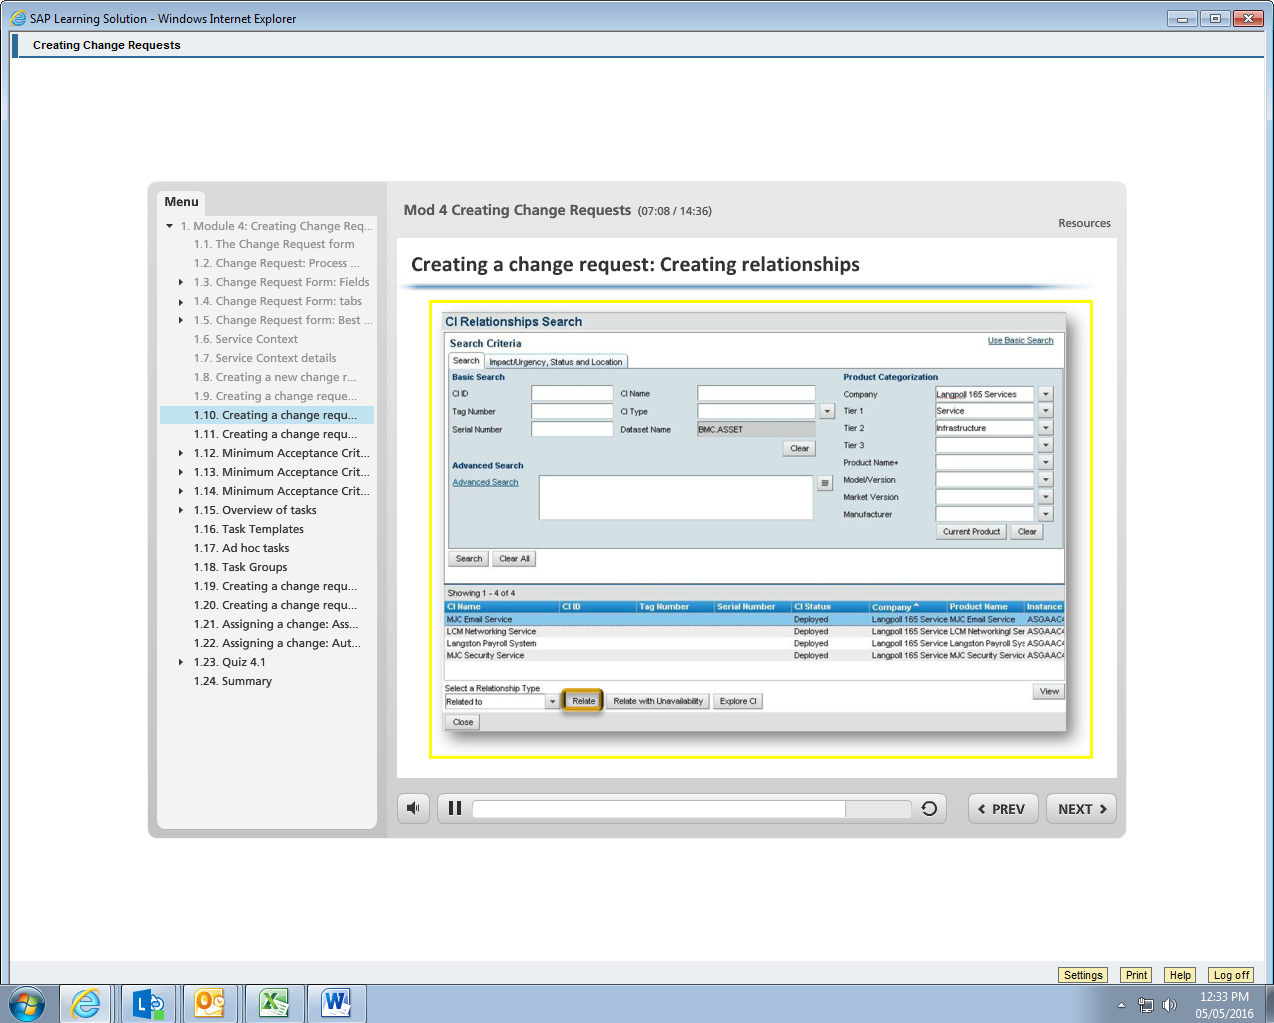 SAP Learning Solution - Windows Internet Explorer
Creating Change Requests
Menu
1. Module 4: Creating Change Req...
1.1. The Change Request form
1.2. Change Request: Process ...
1.3. Change Request Form: Fields
1.4. Change Request Form: tabs
1.5. Change Request form: Best ...
1.6. Service Context
1.7. Service Context details
1.8. Creating a new change r...
1.9. Creating a change reque...
1.10. Creating a change requ...
1.11. Creating a change requ...
1.12. Minimum Acceptance Crit...
1.13. Minimum Acceptance Crit...
1.14. Minimum Acceptance Crit...
1.15. Overview of tasks
1.16. Task Templates
1.17. Ad hoc tasks
1.18. Task Groups
1.19. Creating a change requ...
1.20. Creating a change requ...
1.21. Assigning a change: Ass...
1.22. Assigning a change: Aut...
1.23. Quiz 4.1
1.24. Summary
Mod 4 Creating Change Requests (07:08 / 14:36)
Resources
Creating a change request: Creating relationships
CI Relationships Search
Search Criteria
Use Basic Search
Search Impact/Urgency, Status and Location
Basic Search
CI ID CI Name
Tag Number CI Type
Serial Number Dataset Name BMC.ASSET
Clear
Advanced Search
Advanced Search
Product Categorization
Company Langpoll 165 Services
Tier 1 Service
Tier 2 Infrastructure
Tier 3
Product Name+
Model/Version
Market Version
Manufacturer
Current Product Clear
Search Clear All
Showing 1 - 4 of 4
CI Name CI ID Tag Number Serial Number CI Status Company Product Name Instance
MJC Email Service Deployed Langpoll 165 Service MJC Email Service ASGAAC
LCM Networking Service Deployed Langpoll 165 Service LCM Networkingl Ser ASGAAC
Langston Payroll System Deployed Langpoll 165 Service Langston Payroll Sys ASGAAC
MJC Security Service Deployed Langpoll 165 Service MJC Security Service ASGAAC
Select a Relationship Type
View
Related to Relate Relate with Unavailability Explore CI
Close
PREV NEXT
Settings Print Help Log off
12:33 PM
05/05/2016